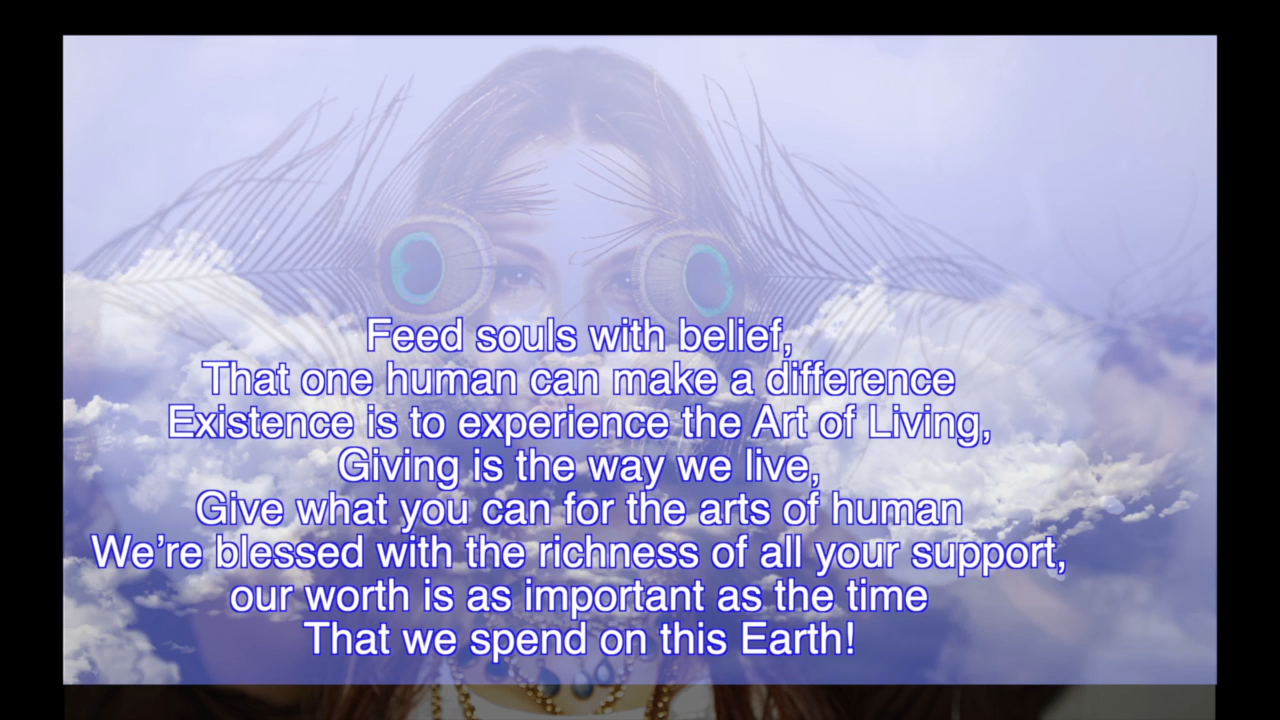 Feed souls with belief,
That one human can make a difference
Existence is to experience the Art of Living,
Giving is the way we live,
Give what you can for the arts of human
We’re blessed with the richness of all your support,
our worth is as important as the time
That we spend on this Earth!